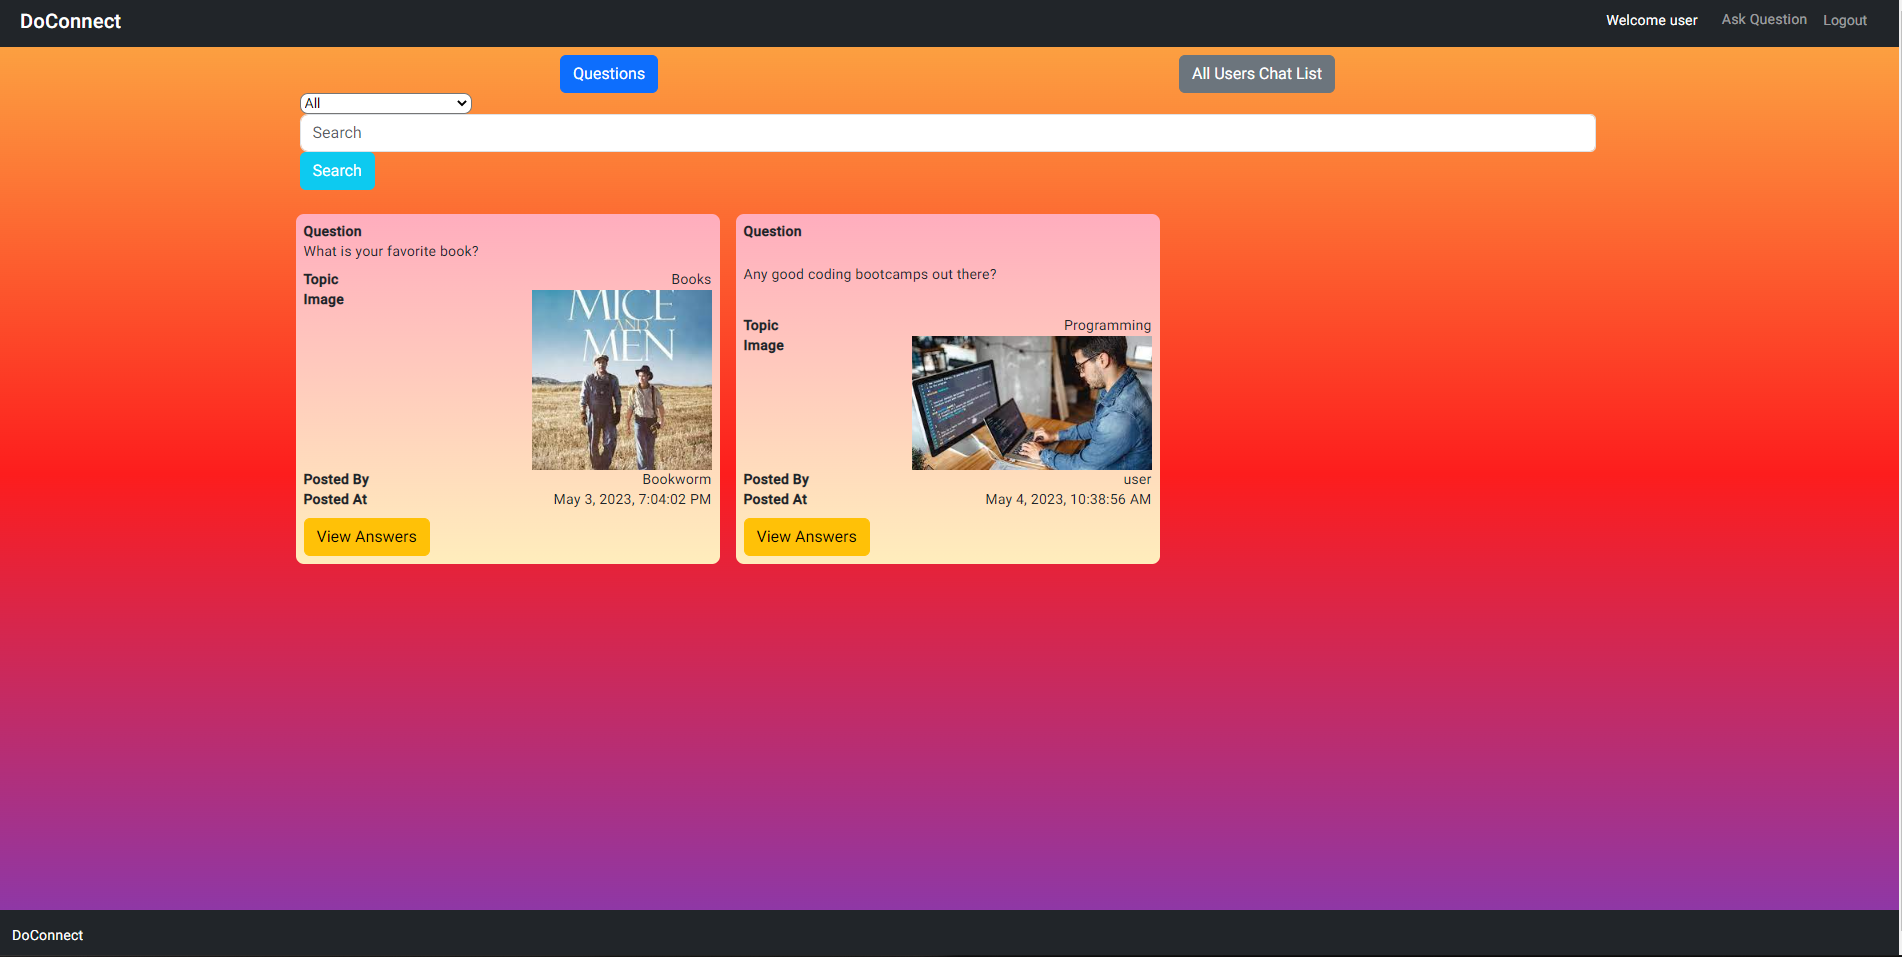 DoConnect
Welcome user Ask Question Logout
Questions
All Users Chat List
All
Search
Search
Question
What is your favorite book?
Topic Books
Image
MICE
AND
MEN
Posted By Bookworm
Posted At May 3, 2023, 7:04:02 PM
View Answers
Question
Any good coding bootcamps out there?
Topic Programming
Image
Posted By user
Posted At May 4, 2023, 10:38:56 AM
View Answers
DoConnect